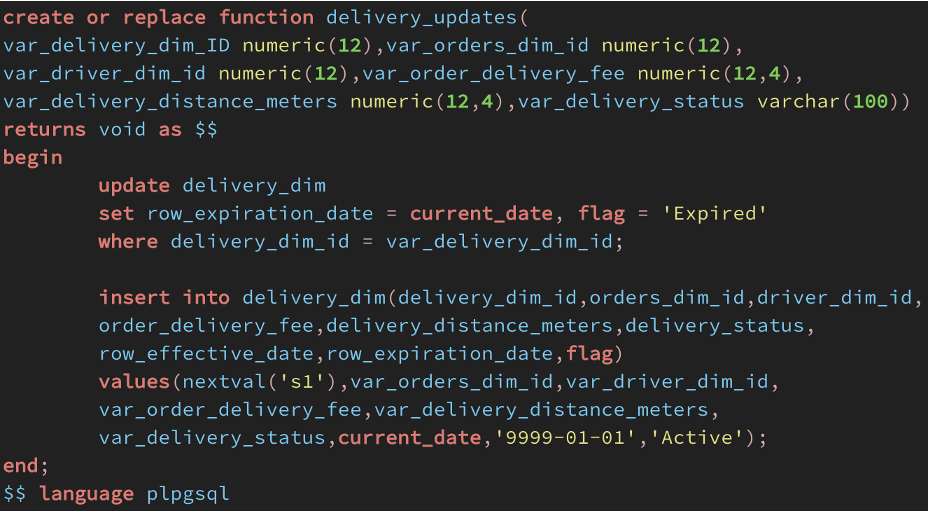 create or replace function delivery_updates(
var_delivery_dim_ID numeric(12),var_orders_dim_id numeric(12),
var_driver_dim_id numeric(12),var_order_delivery_fee numeric(12,4),
var_delivery_distance_meters numeric(12,4),var_delivery_status varchar(100))
returns void as $$
begin
        update delivery_dim
        set row_expiration_date = current_date, flag = 'Expired'
        where delivery_dim_id = var_delivery_dim_id;

        insert into delivery_dim(delivery_dim_id,orders_dim_id,driver_dim_id,
        order_delivery_fee,delivery_distance_meters,delivery_status,
        row_effective_date,row_expiration_date,flag)
        values(nextval('s1'),var_orders_dim_id,var_driver_dim_id,
        var_order_delivery_fee,var_delivery_distance_meters,
        var_delivery_status,current_date,'9999-01-01','Active');
end;
$$ language plpgsql